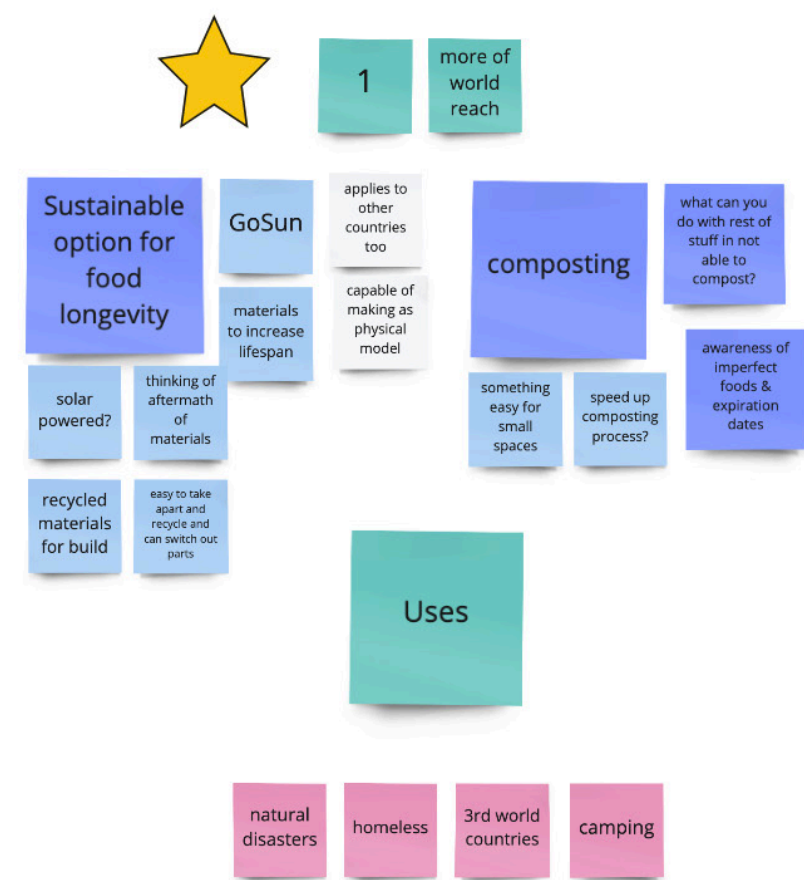 1
more of
world
reach
Sustainable
option for
food
longevity
GoSun
applies to
other
countries
too
materials
to increase
lifespan
capable of
making as
physical
model
solar
powered?
thinking of
aftermath
of
materials
recycled
materials
for build
easy to take
apart and
recycle and
can switch out
parts
composting
what can you
do with rest of
stuff in not
able to
compost?
something
easy for
small
spaces
speed up
composting
process?
awareness of
imperfect
foods &
expiration
dates
Uses
natural
disasters
homeless
3rd world
countries
camping